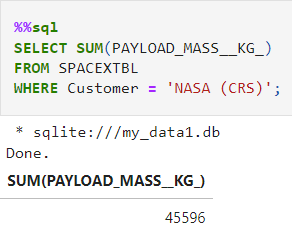 %%sql
SELECT SUM(PAYLOAD_MASS__KG_)
FROM SPACEXTBL
WHERE Customer = 'NASA (CRS)';
* sqlite:///my_data1.db
Done.
SUM(PAYLOAD_MASS__KG_)
45596